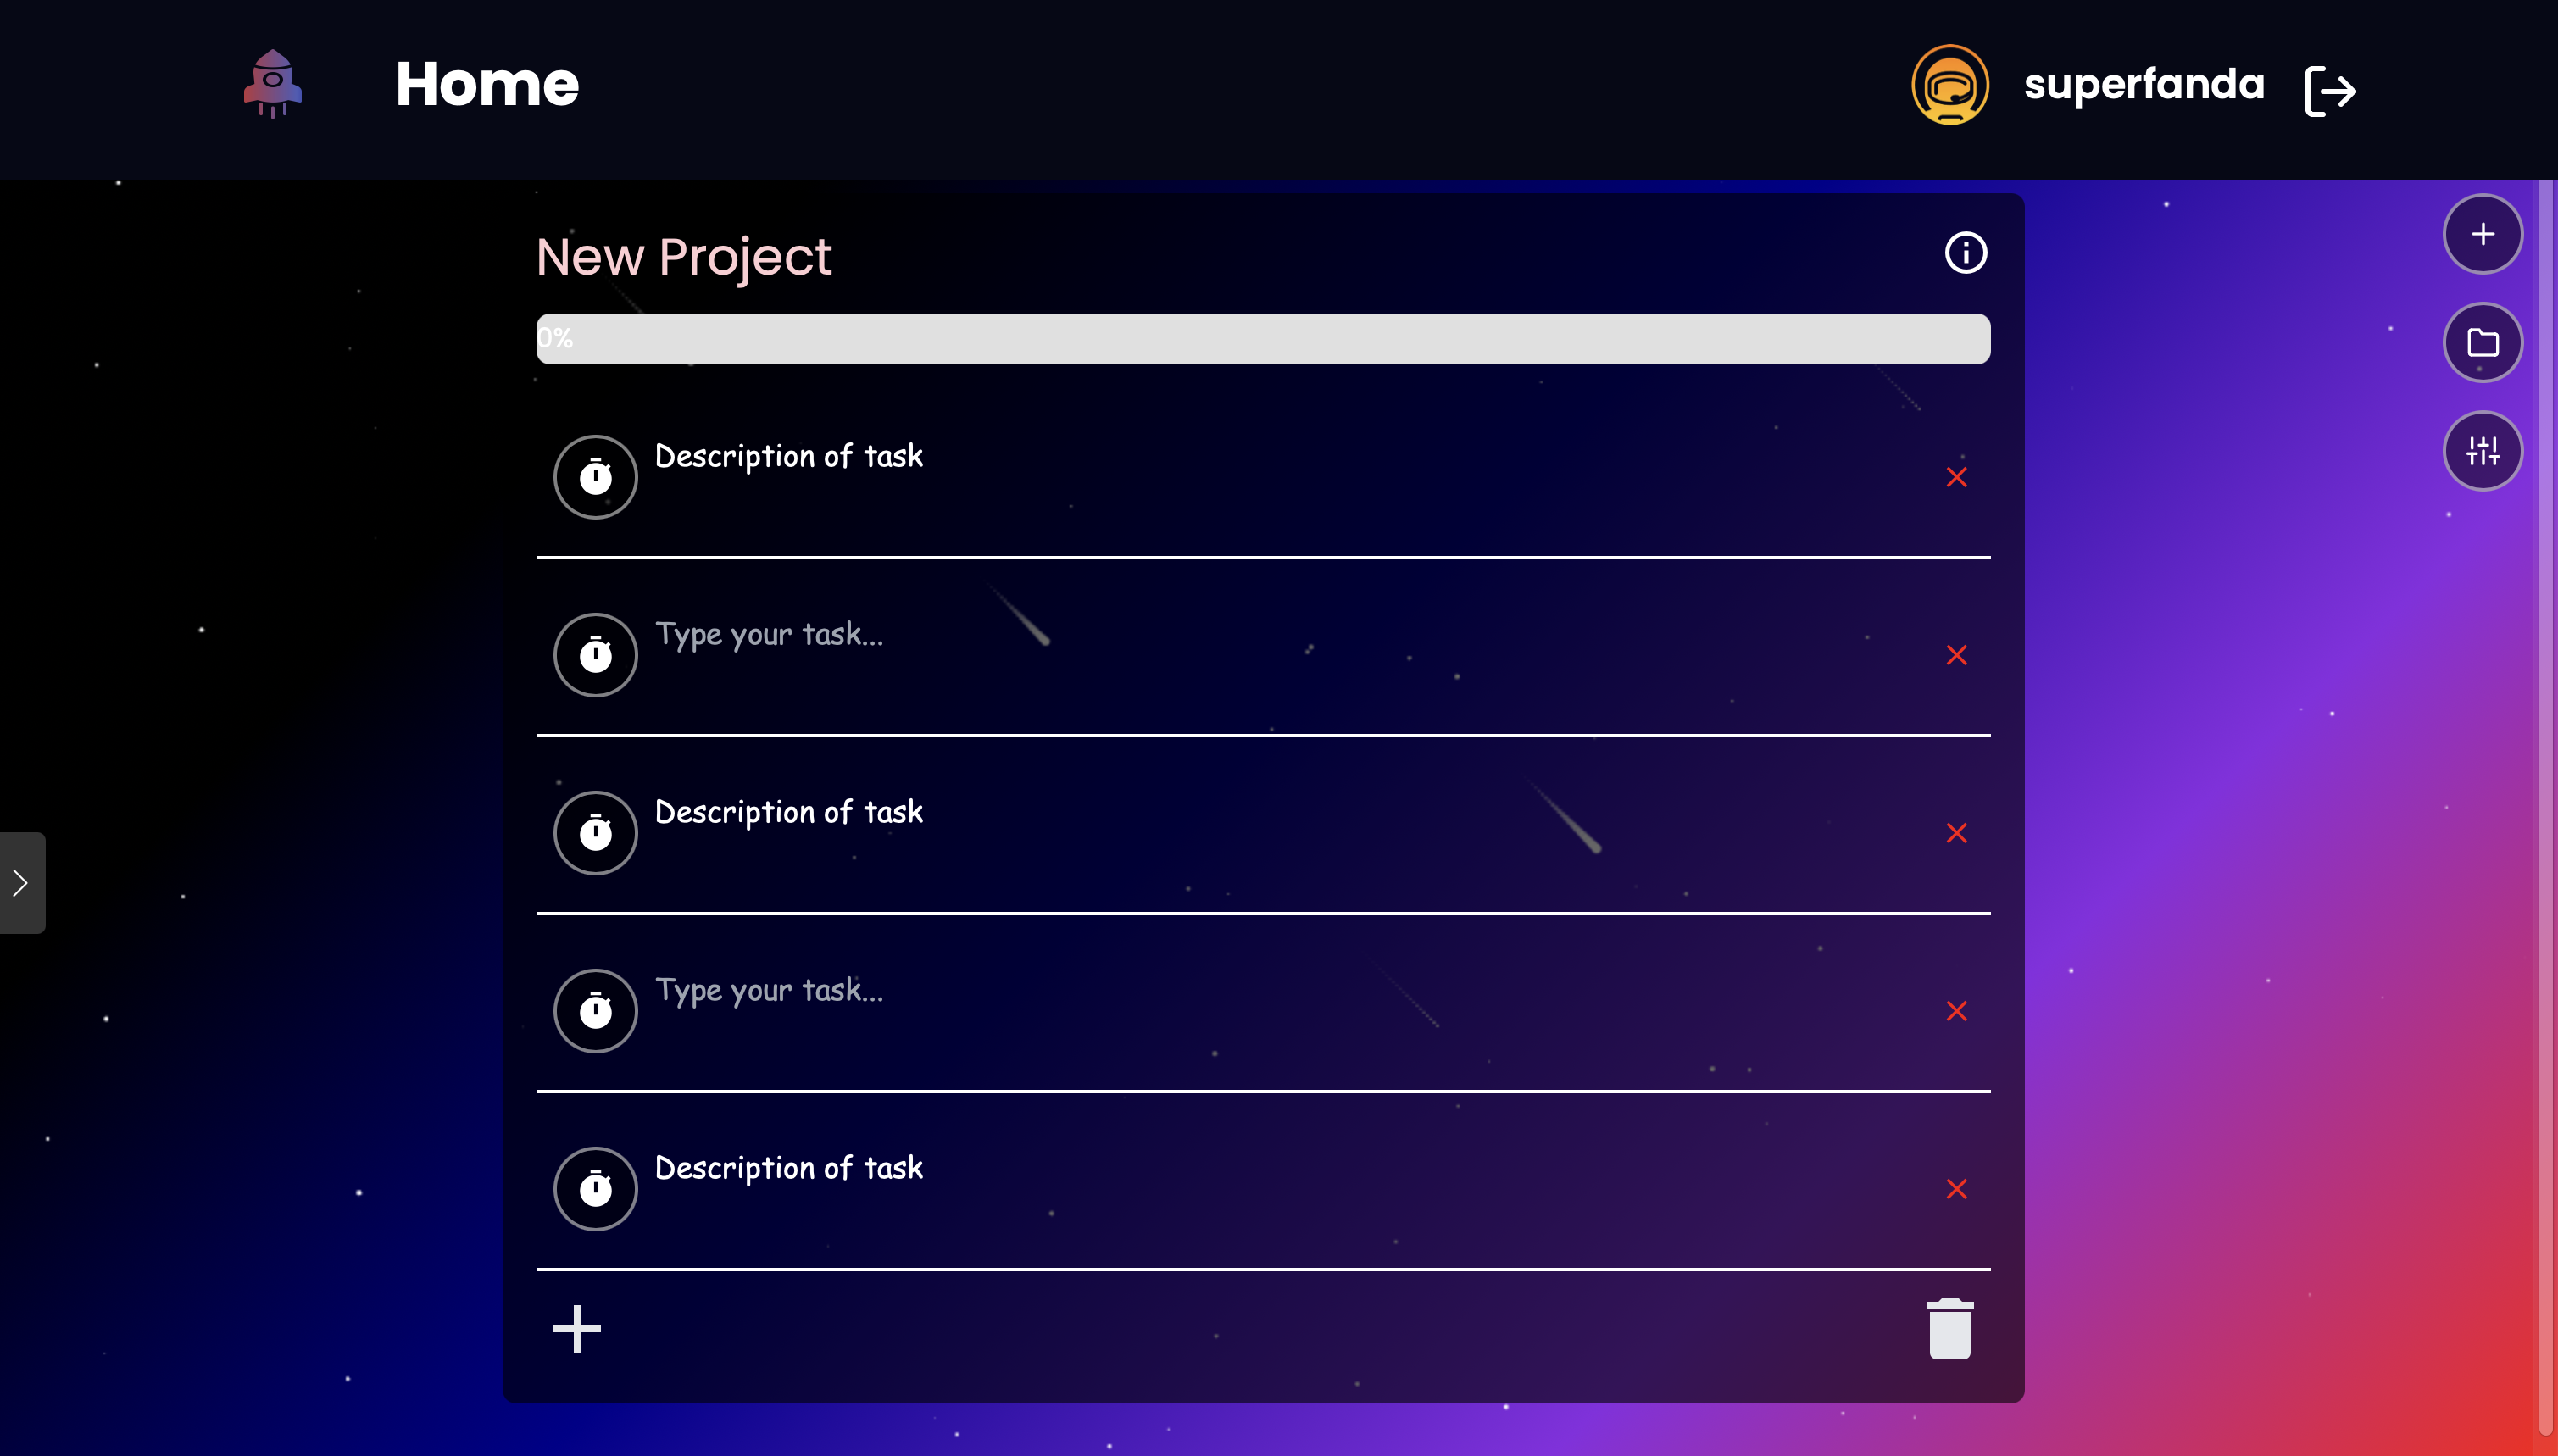 Home
superfanda
New Project
0%
Description of task
Type your task...
Description of task
Type your task...
Description of task